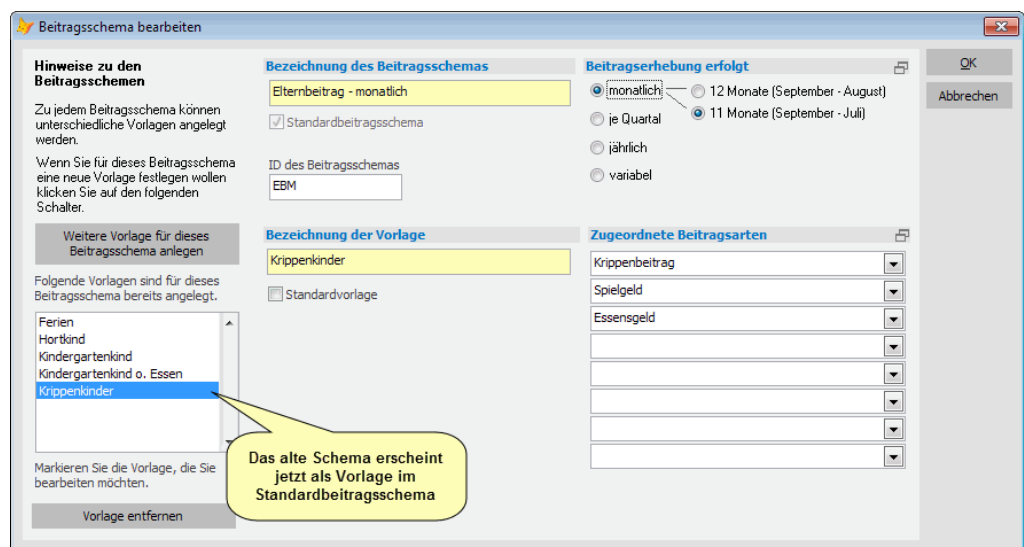 Beitragsschema bearbeiten
Hinweise zu den
Beitragsschemen
Zu jedem Beitragsschema können
unterschiedliche Vorlagen angelegt
werden.
Wenn Sie für dieses Beitragsschema
eine neue Vorlage festlegen wollen
klicken Sie auf den folgenden
Schalter.
Weitere Vorlage für dieses
Beitragsschema anlegen
Folgende Vorlagen sind für dieses
Beitragsschema bereits angelegt.
Ferien
Hortkind
Kindergartenkind
Kindergartenkind o. Essen
Krippenkinder
Markieren Sie die Vorlage, die Sie
bearbeiten möchten.
Vorlage entfernen
Bezeichnung des Beitragsschemas
Elternbeitrag - monatlich
Standardbeitragsschema
ID des Beitragsschemas
EBM
Bezeichnung der Vorlage
Krippenkinder
Standardvorlage
Das alte Schema erscheint
jetzt als Vorlage im
Standardbeitragsschema
Beitragserhebung erfolgt
monatlich
12 Monate (September - August)
11 Monate (September - Juli)
je Quartal
jährlich
variabel
Zugeordnete Beitragsarten
Krippenbeitrag
Spielgeld
Essensgeld
OK
Abbrechen